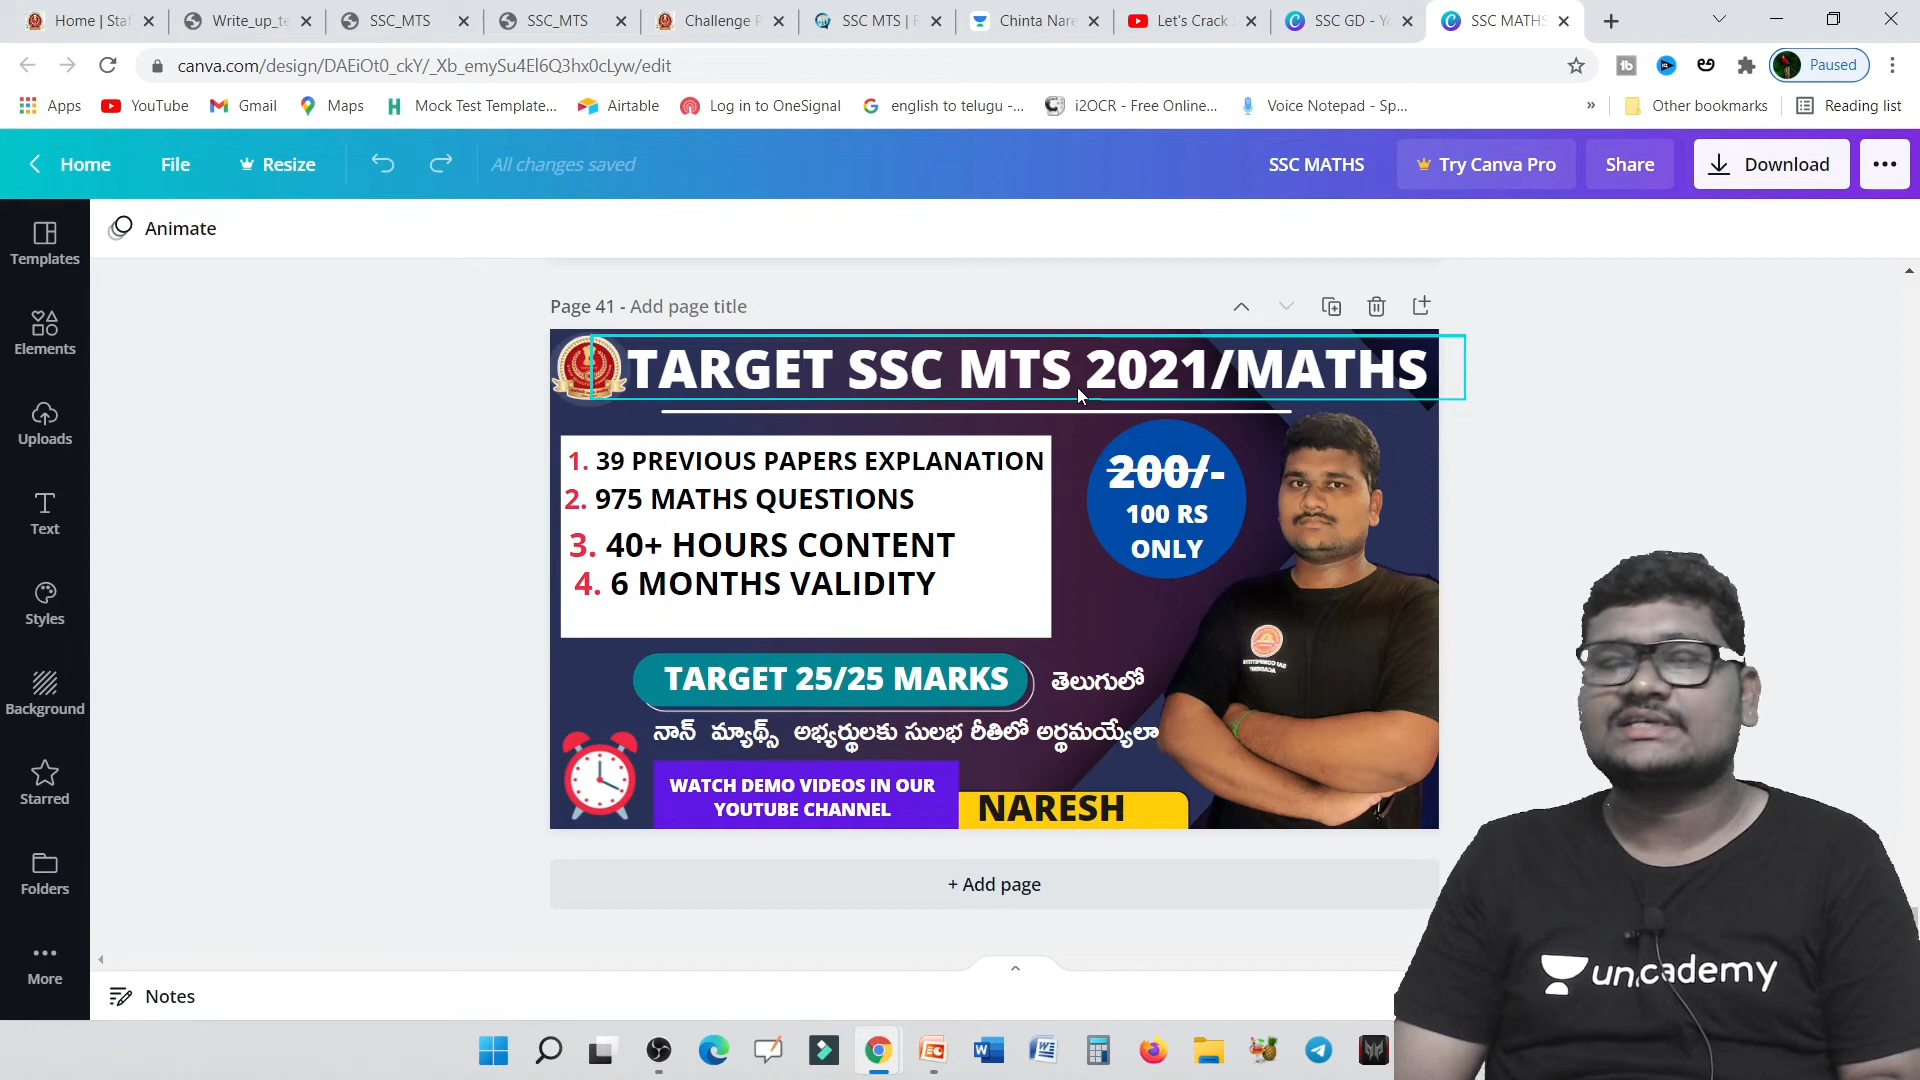 Home | Staf
Write_up_te
SSC_MTS
SSC_MTS
Challenge P
SSC MTS | R
Chinta Nare
Let's Crack
SSC GD - Yo
SSC MATHS
canva.com/design/DAEiOt0_ckY/_Xb_emySu4El6Q3hx0cLyw/edit
Paused
Apps YouTube Gmail Maps Mock Test Template... Airtable Log in to OneSignal english to telugu -... i2OCR - Free Online... Voice Notepad - Sp... » Other bookmarks Reading list
Home File Resize All changes saved SSC MATHS Try Canva Pro Share Download
Animate
Templates
Elements
Uploads
Text
Styles
Background
Starred
Folders
More
Page 41 - Add page title
TARGET SSC MTS 2021/MATHS
1. 39 PREVIOUS PAPERS EXPLANATION
2. 975 MATHS QUESTIONS
3. 40+ HOURS CONTENT
4. 6 MONTHS VALIDITY
200/-
100 RS
ONLY
SAI COMPETITIVE
ACADEMY
TARGET 25/25 MARKS తెలుగులో
నాన్ మ్యాథ్స్ అభ్యర్థులకు సులభ రీతిలో అర్థమయ్యేలా
WATCH DEMO VIDEOS IN OUR
YOUTUBE CHANNEL
NARESH
+ Add page
Notes
unacademy